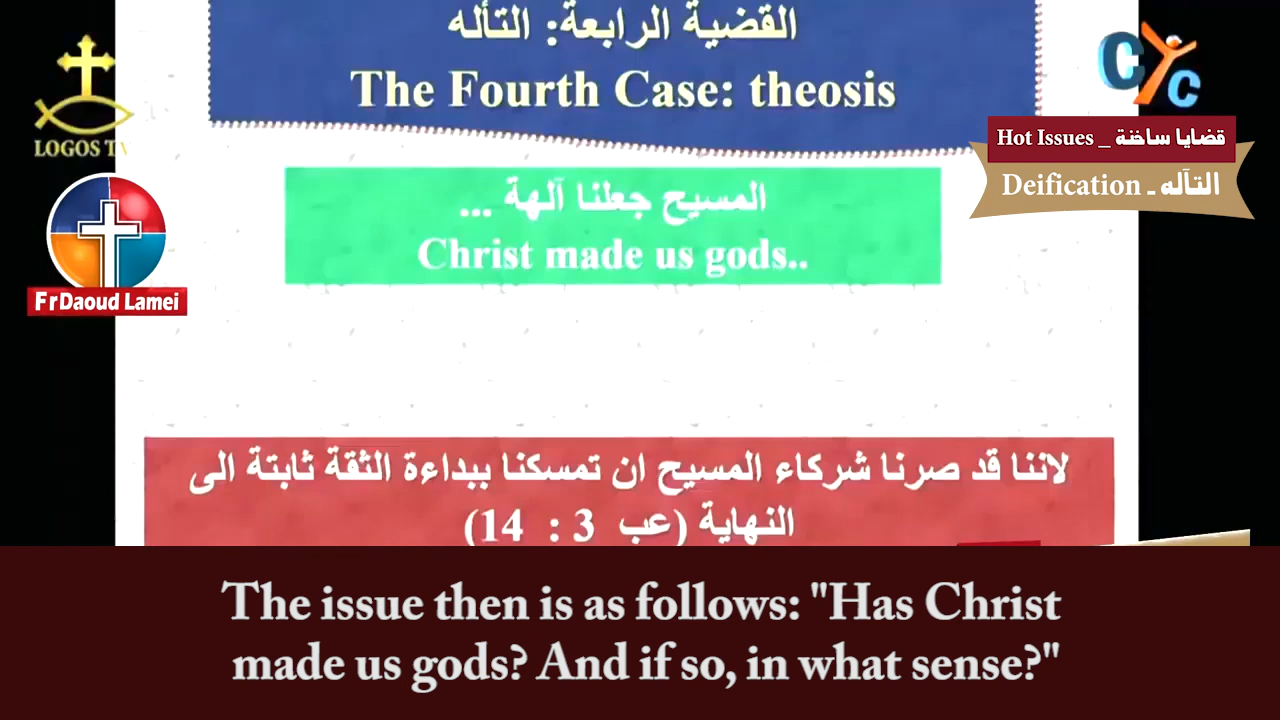 القضية الرابعة: التأله
The Fourth Case: theosis
CYC
LOGOS TV
Hot Issues _ قضايا ساخنة
Deification - التآله
المسيح جعلنا آلهة ...
Christ made us gods..
FrDaoud Lamei
لاننا قد صرنا شركاء المسيح ان تمسكنا ببداءة الثقة ثابتة الى
النهاية (عب 3 : 14)
The issue then is as follows: "Has Christ
made us gods? And if so, in what sense?"